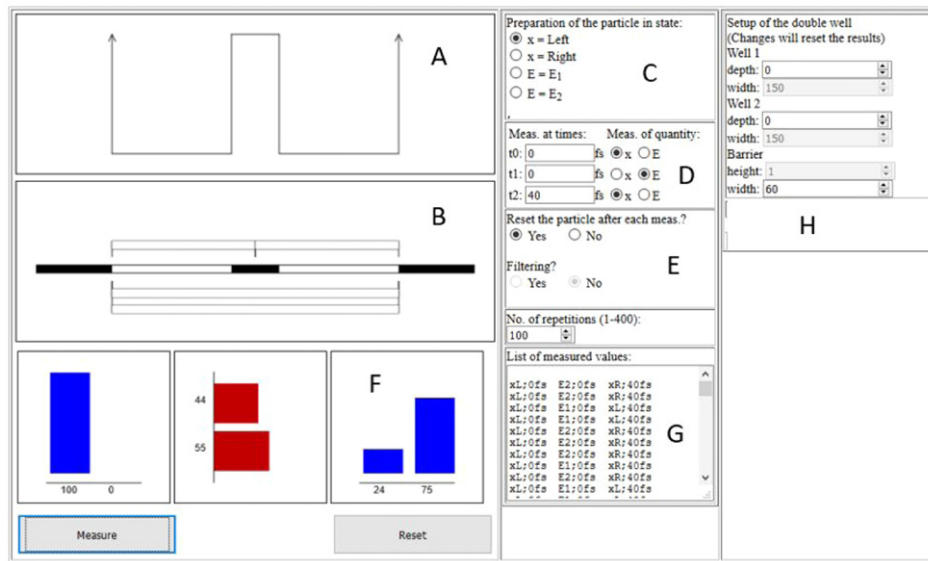 A
B
100 0
44
55
F
24 75
Measure
Reset
Preparation of the particle in state:
x = Left
x = Right
E = E1
E = E2
,
C
Meas. at times: Meas. of quantity:
t0: 0 fs x E
t1: 0 fs x E
t2: 40 fs x E
D
Reset the particle after each meas.?
Yes No
E
Filtering?
Yes No
No. of repetitions (1-400):
100
List of measured values:
xL;0fs E2;0fs xR;40fs
xL;0fs E2;0fs xR;40fs
xL;0fs E1;0fs xL;40fs
xL;0fs E2;0fs xR;40fs
xL;0fs E2;0fs xR;40fs
xL;0fs E2;0fs xR;40fs
xL;0fs E2;0fs xL;40fs
xL;0fs E1;0fs xR;40fs
xL;0fs E2;0fs xR;40fs
xL;0fs E1;0fs xL;40fs
G
Setup of the double well
(Changes will reset the results)
Well 1
depth: 0
width: 150
Well 2
depth: 0
width: 150
Barrier
height: 1
width: 60
H